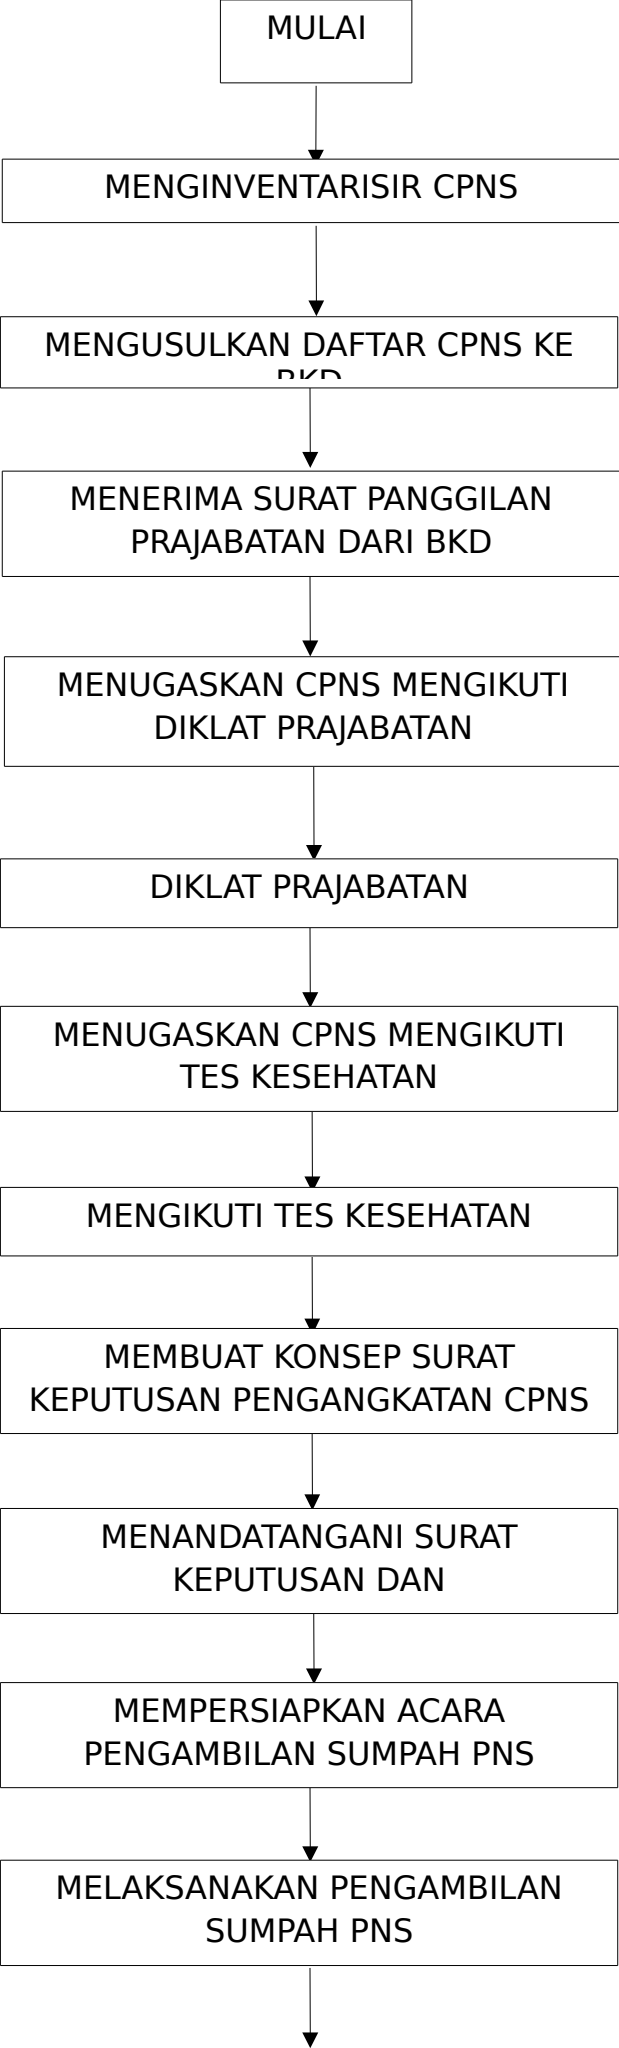 MULAI
MENGINVENTARISIR CPNS
MENGUSULKAN DAFTAR CPNS KE
BKD
MENERIMA SURAT PANGGILAN
PRAJABATAN DARI BKD
MENUGASKAN CPNS MENGIKUTI
DIKLAT PRAJABATAN
DIKLAT PRAJABATAN
MENUGASKAN CPNS MENGIKUTI
TES KESEHATAN
MENGIKUTI TES KESEHATAN
MEMBUAT KONSEP SURAT
KEPUTUSAN PENGANGKATAN CPNS
MENANDATANGANI SURAT
KEPUTUSAN DAN
MEMPERSIAPKAN ACARA
PENGAMBILAN SUMPAH PNS
MELAKSANAKAN PENGAMBILAN
SUMPAH PNS